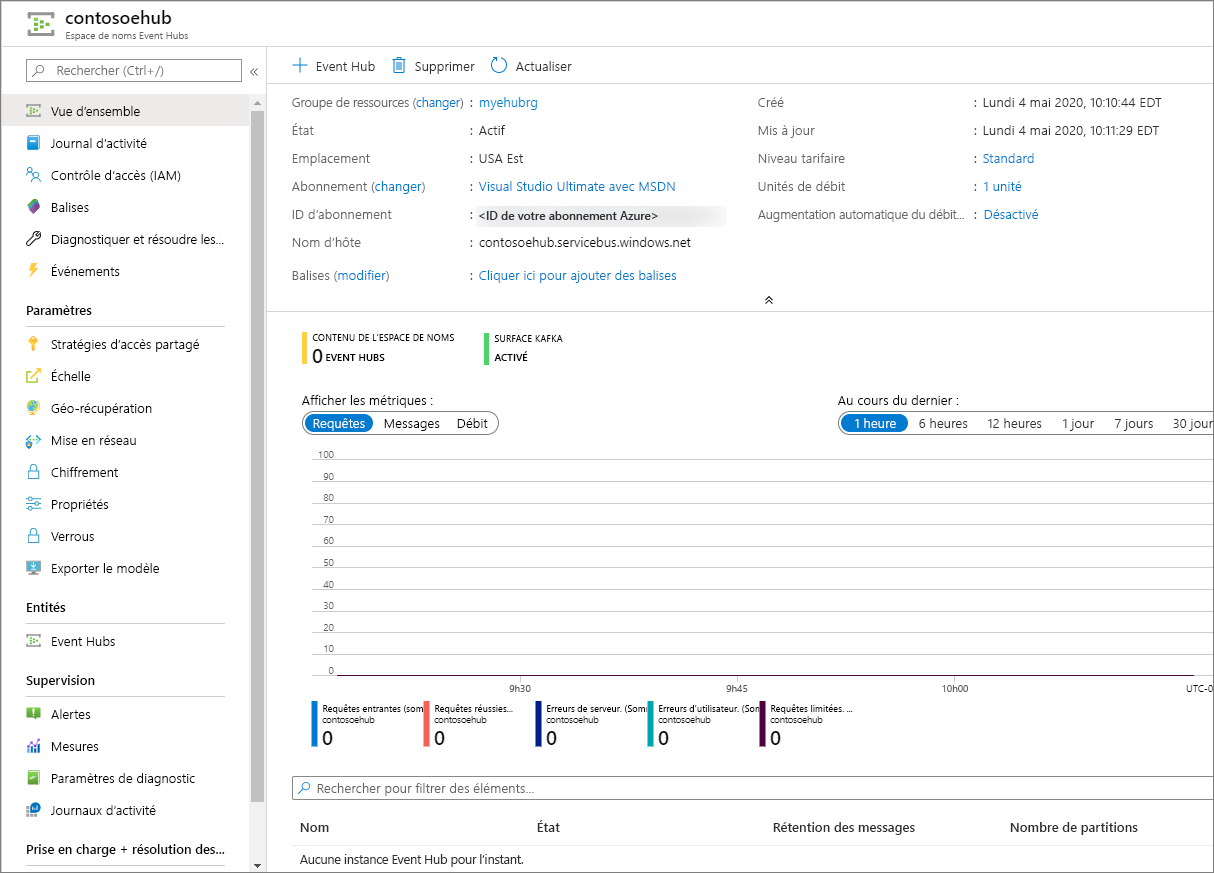 contosoehub
Espace de noms Event Hubs
Rechercher (Ctrl+/)
«
Vue d'ensemble
Journal d'activité
Contrôle d'accès (IAM)
Balises
Diagnostiquer et résoudre les...
Événements
Paramètres
Stratégies d'accès partagé
Échelle
Géo-récupération
Mise en réseau
Chiffrement
Propriétés
Verrous
Exporter le modèle
Entités
Event Hubs
Supervision
Alertes
Mesures
Paramètres de diagnostic
Journaux d'activité
Prise en charge + résolution des...
Event Hub Supprimer Actualiser
Groupe de ressources (changer) : myehubrg
État : Actif
Emplacement : USA Est
Abonnement (changer) : Visual Studio Ultimate avec MSDN
ID d'abonnement : <ID de votre abonnement Azure>
Nom d'hôte : contosoehub.servicebus.windows.net
Balises (modifier) : Cliquer ici pour ajouter des balises
Créé : Lundi 4 mai 2020, 10:10:44 EDT
Mis à jour : Lundi 4 mai 2020, 10:11:29 EDT
Niveau tarifaire : Standard
Unités de débit : 1 unité
Augmentation automatique du débit... : Désactivé
CONTENU DE L'ESPACE DE NOMS
0 EVENT HUBS
SURFACE KAFKA
ACTIVÉ
Afficher les métriques :
Requêtes Messages Débit
Au cours du dernier :
1 heure 6 heures 12 heures 1 jour 7 jours 30 jour
100
90
80
70
60
50
40
30
20
10
0
9h30 9h45 10h00 UTC-0
Requêtes entrantes (som
contosoehub
0
Requêtes réussies...
contosoehub
0
Erreurs de serveur. (Som
contosoehub
0
Erreurs d'utilisateur. (Som
contosoehub
0
Requêtes limitées. ...
contosoehub
0
Rechercher pour filtrer des éléments...
Nom État Rétention des messages Nombre de partitions
Aucune instance Event Hub pour l'instant.